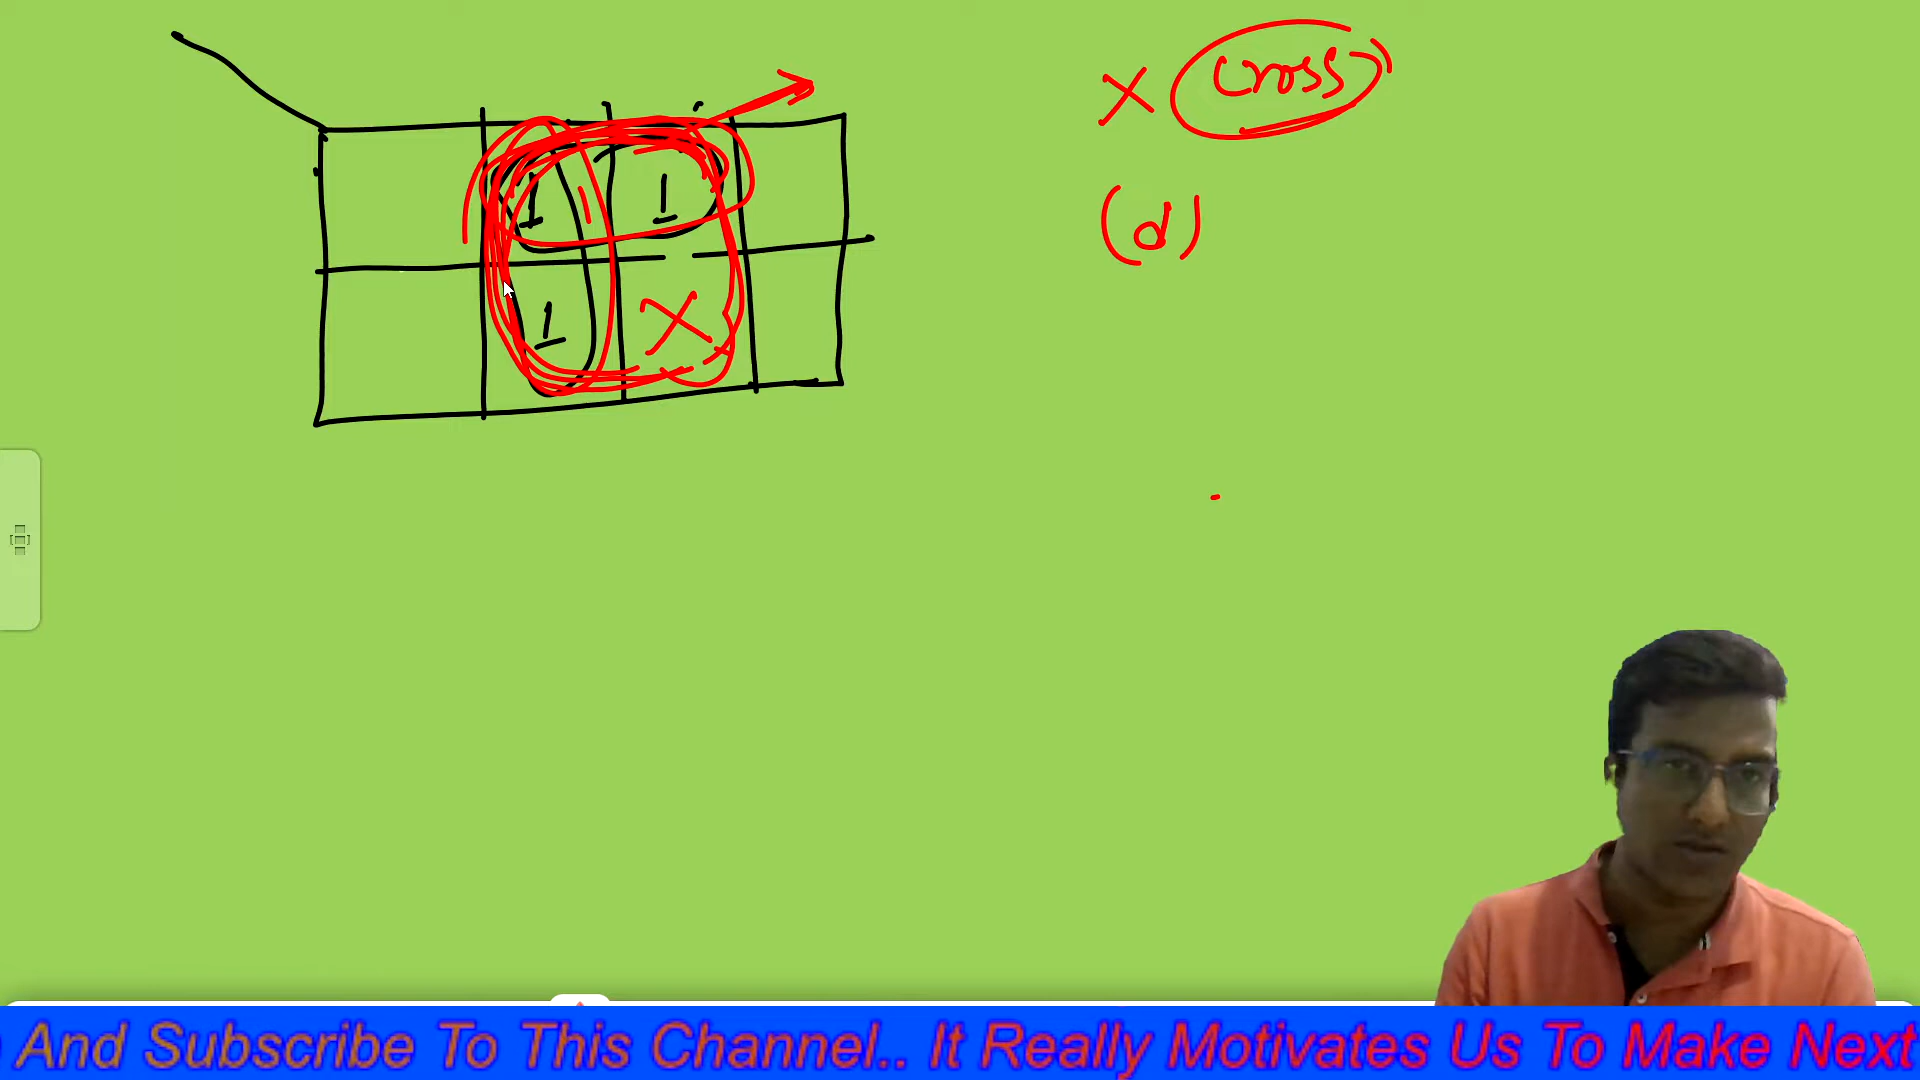 X (cross)
(d)
1 1
1 X
And Subscribe To This Channel.. It Really Motivates Us To Make Next